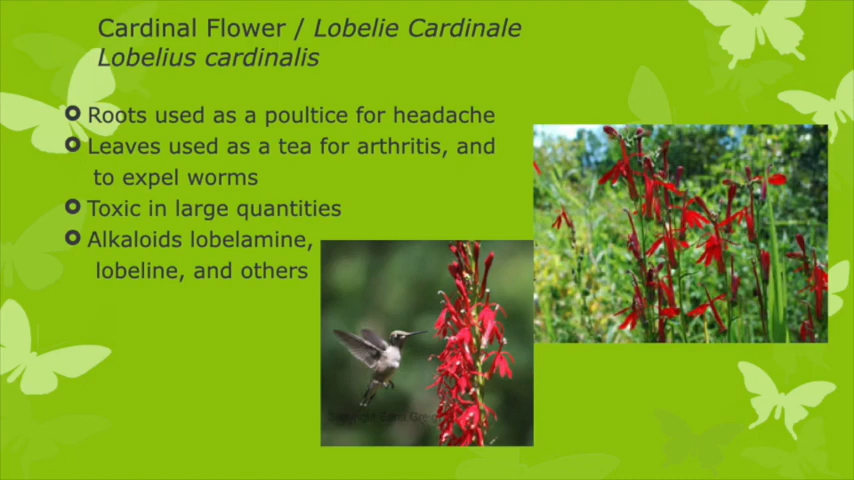 Cardinal Flower / Lobelie Cardinale
Lobelius cardinalis
Roots used as a poultice for headache
Leaves used as a tea for arthritis, and
to expel worms
Toxic in large quantities
Alkaloids lobelamine,
lobeline, and others